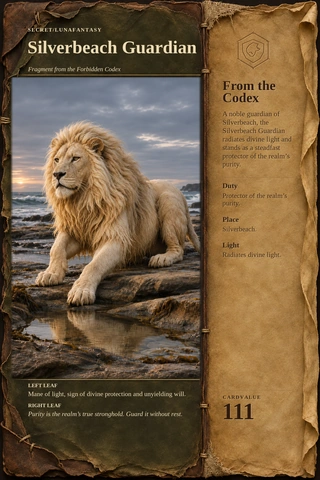 SECRET/LUNAFANTASY
Silverbeach Guardian
Fragment from the Forbidden Codex
LEFT LEAF
Mane of light, sign of divine protection and unyielding will.
RIGHT LEAF
Purity is the realm's true stronghold. Guard it without rest.
From the
Codex
A noble guardian of
Silverbeach, the
Silverbeach Guardian
radiates divine light and
stands as a steadfast
protector of the realm's
purity.
Duty
Protector of the realm's
purity.
Place
Silverbeach
Light
Radiates divine light.
CARDVALUE
111